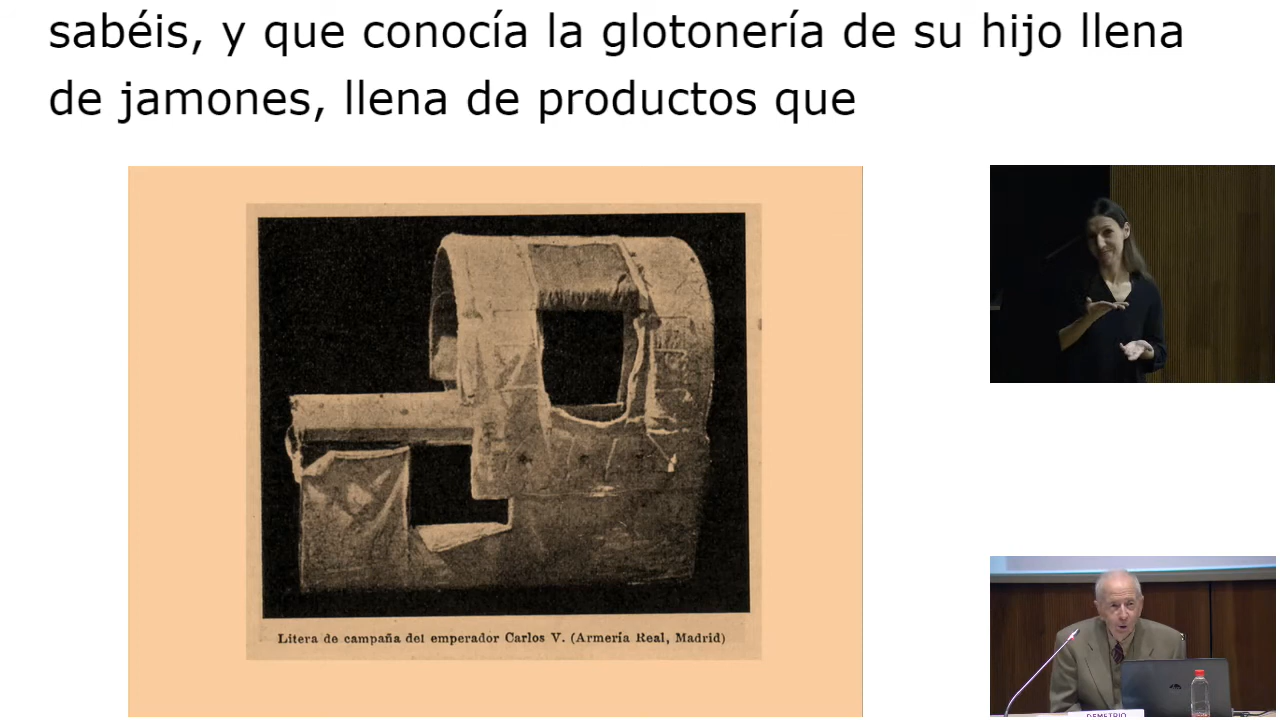 sabéis, y que conocía la glotonería de su hijo llena
de jamones, llena de productos que
Litera de campaña del emperador Carlos V. (Armería Real, Madrid)
DEMETRIO